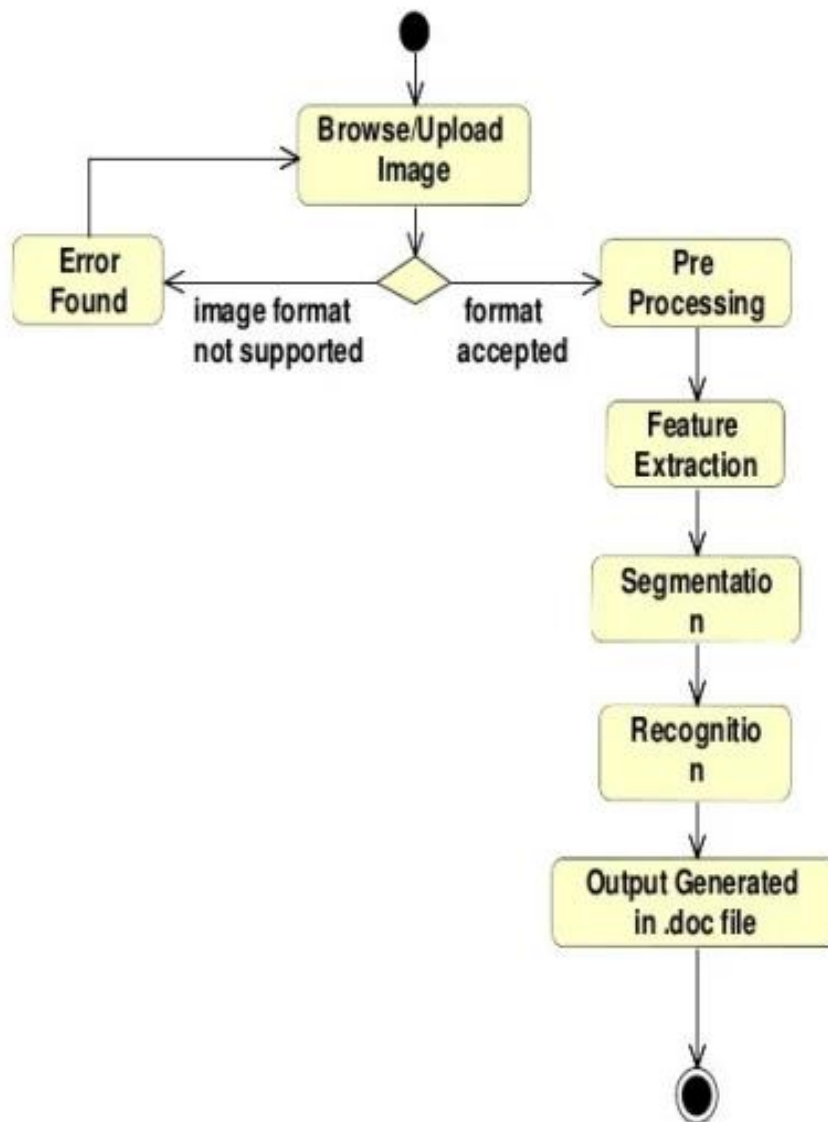 Browse/Upload
Image
Error
Found
image format
not supported
format
accepted
Pre
Processing
Feature
Extraction
Segmentatio
n
Recognitio
n
Output Generated
in .doc file